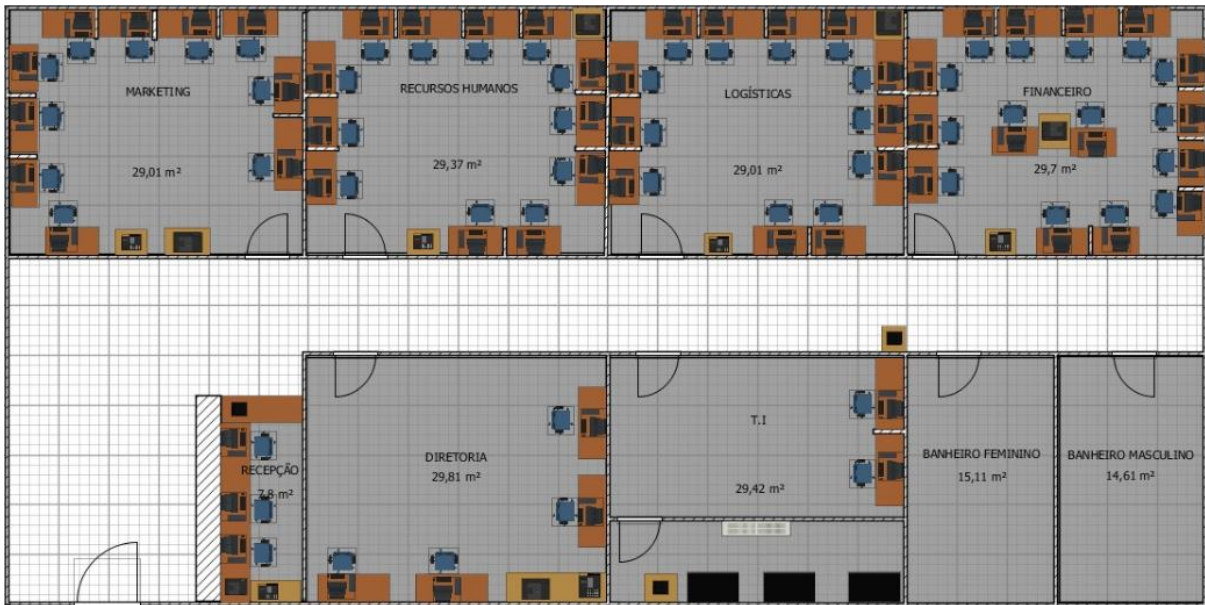 MARKETING
29,01 m²
RECURSOS HUMANOS
29,37 m²
LOGÍSTICAS
29,01 m²
FINANCEIRO
29,7 m²
RECEPÇÃO
7,8 m²
DIRETORIA
29,81 m²
T.I
29,42 m²
BANHEIRO FEMININO
15,11 m²
BANHEIRO MASCULINO
14,61 m²